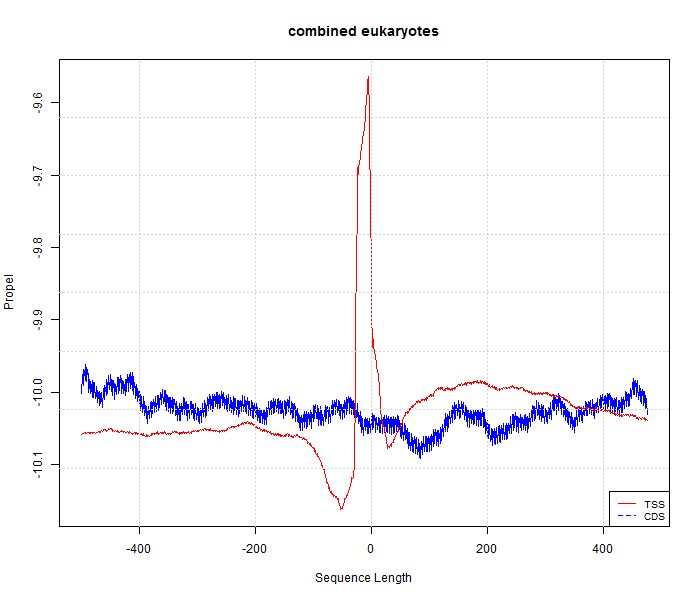 combined eukaryotes
Propel
-9.6
-9.7
-9.8
-9.9
-10.0
-10.1
-400
-200
0
200
400
Sequence Length
TSS
CDS